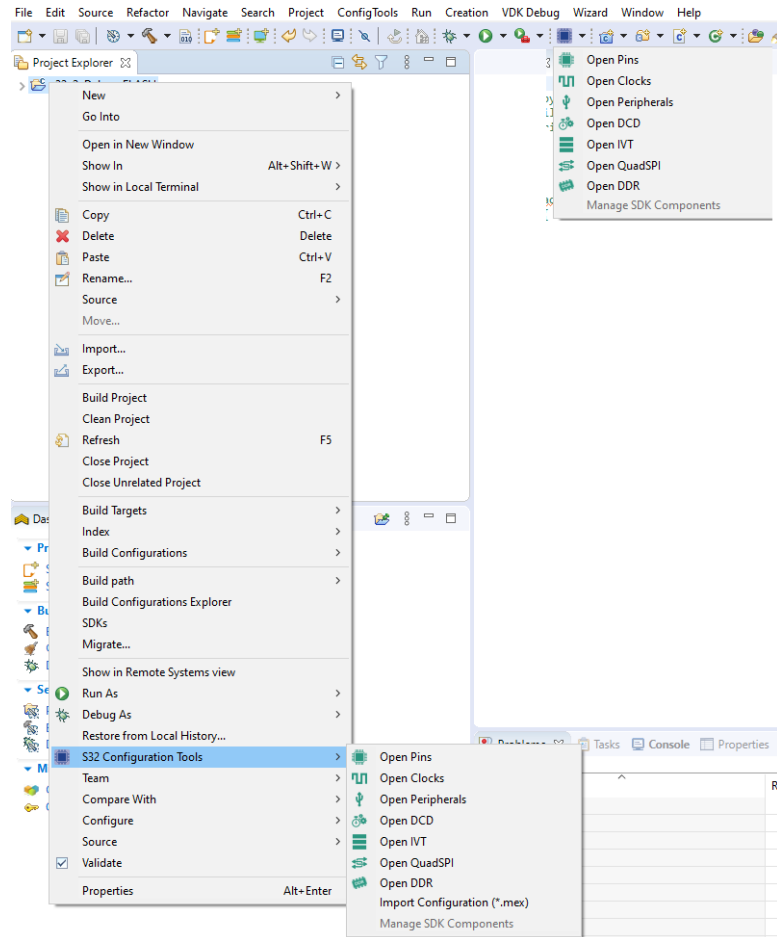 File Edit Source Refactor Navigate Search Project ConfigTools Run Creation VDK Debug Wizard Window Help
Project Explorer
Open Pins
Open Clocks
Open Peripherals
Open DCD
Open IVT
Open QuadSPI
Open DDR
Manage SDK Components
New
Go Into
Open in New Window
Show In Alt+Shift+W >
Show in Local Terminal
Copy Ctrl+C
Delete Delete
Paste Ctrl+V
Rename... F2
Source
Move...
Import...
Export...
Build Project
Clean Project
Refresh F5
Close Project
Close Unrelated Project
Build Targets
Index
Build Configurations
Build path
Build Configurations Explorer
SDKs
Migrate...
Show in Remote Systems view
Run As
Debug As
Restore from Local History...
S32 Configuration Tools
Team
Compare With
Configure
Source
Validate
Properties Alt+Enter
Problems Tasks Console Properties
Open Pins
Open Clocks
Open Peripherals
Open DCD
Open IVT
Open QuadSPI
Open DDR
Import Configuration (*.mex)
Manage SDK Components